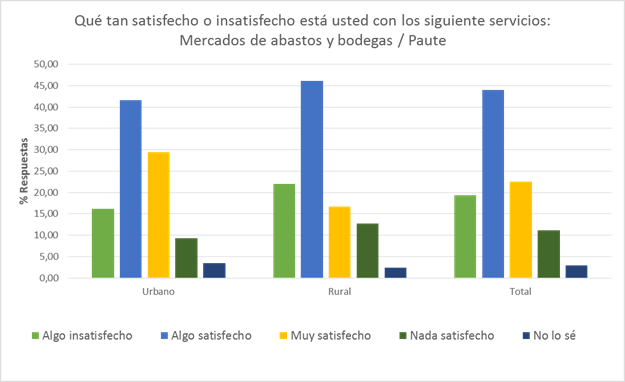 Qué tan satisfecho o insatisfecho está usted con los siguiente servicios:
Mercados de abastos y bodegas / Paute
50,00
45,00
40,00
35,00
30,00
25,00
20,00
15,00
10,00
5,00
0,00
% Respuestas
Urbano Rural Total
Algo insatisfecho Algo satisfecho Muy satisfecho Nada satisfecho No lo sé